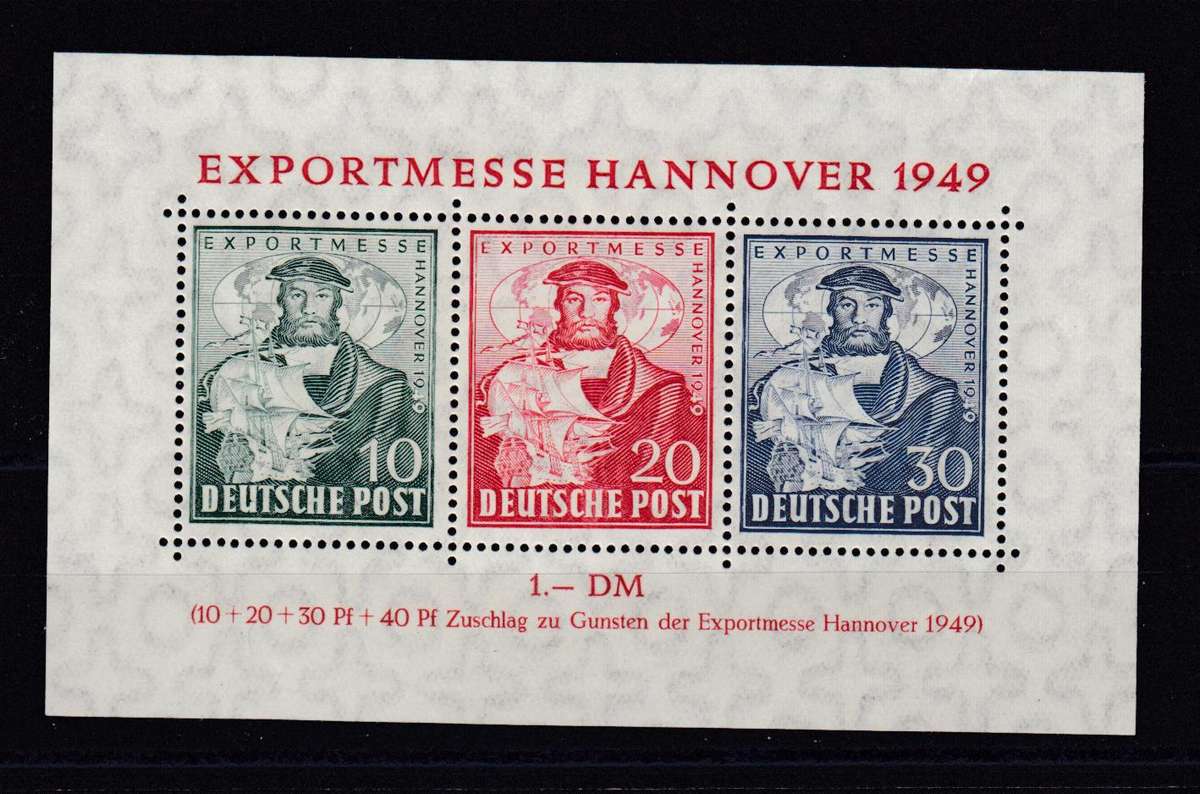 EXPORTMESSE HANNOVER 1949
EXPORTMESSE
HANNOVER 1949
10
DEUTSCHE POST
EXPORTMESSE
HANNOVER 1949
20
DEUTSCHE POST
EXPORTMESSE
HANNOVER 1949
30
DEUTSCHE POST
1.— DM
(10 + 20 + 30 Pf + 40 Pf Zuschlag zu Gunsten der Exportmesse Hannover 1949)